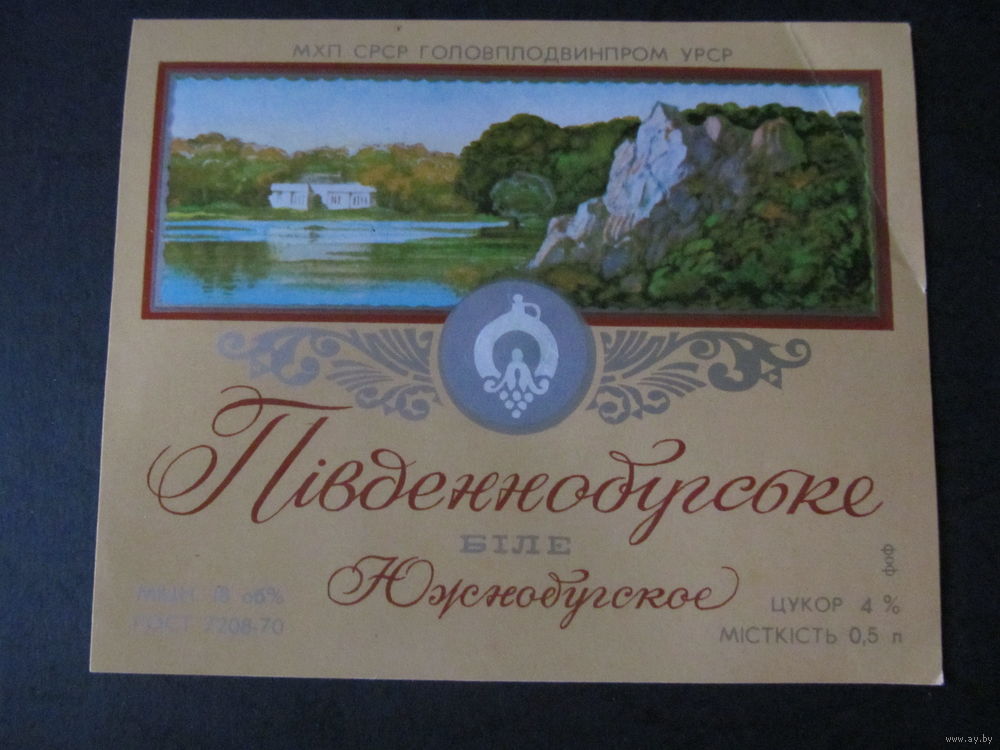 МХП СРСР ГОЛОВПЛОДВИНПРОМ УРСР
Південнобугське
БІЛЕ
Южнобугское
МІЦН. 18 об%
ГОСТ 7208-70
ЦУКОР 4 %
МІСТКІСТЬ 0,5 л
фоф
www.ay.by